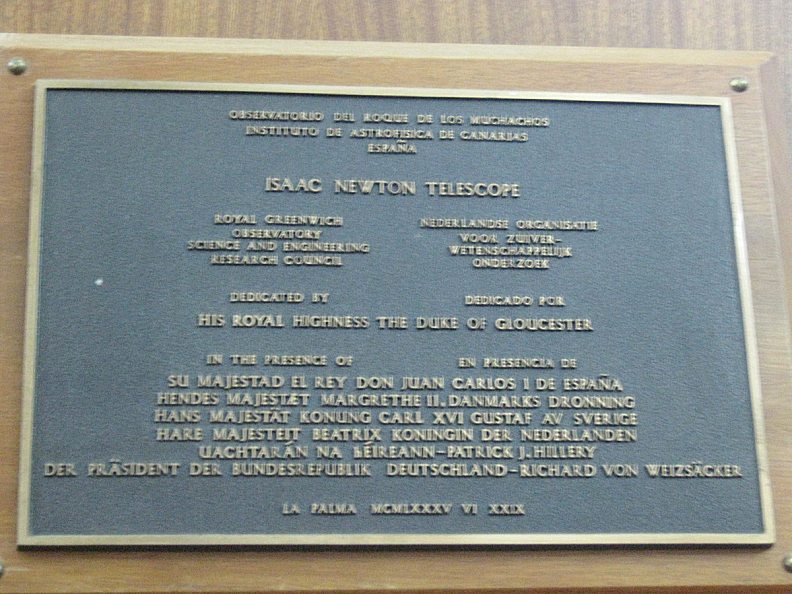 OBSERVATORIO DEL ROQUE DE LOS MUCHACHOS
INSTITUTO DE ASTROFÍSICA DE CANARIAS
ESPAÑA
ISAAC NEWTON TELESCOPE
ROYAL GREENWICH
OBSERVATORY
SCIENCE AND ENGINEERING
RESEARCH COUNCIL
NEDERLANDSE ORGANISATIE
VOOR ZUIVER-
WETENSCHAPPELIJK
ONDERZOEK
DEDICATED BY
DEDICADO POR
HIS ROYAL HIGHNESS THE DUKE OF GLOUCESTER
IN THE PRESENCE OF
EN PRESENCIA DE
SU MAJESTAD EL REY DON JUAN CARLOS I DE ESPAÑA
HENDES MAJESTÆT MARGRETHE II. DANMARKS DRONNING
HANS MAJESTÄT KONUNG CARL XVI GUSTAF AV SVERIGE
HARE MAJESTEIT BEATRIX KONINGIN DER NEDERLANDEN
UACHTARÁN NA hÉIREANN-PATRICK J. HILLERY
DER PRÄSIDENT DER BUNDESREPUBLIK DEUTSCHLAND-RICHARD VON WEIZSÄCKER
LA PALMA MCMLXXXV VI XXIX